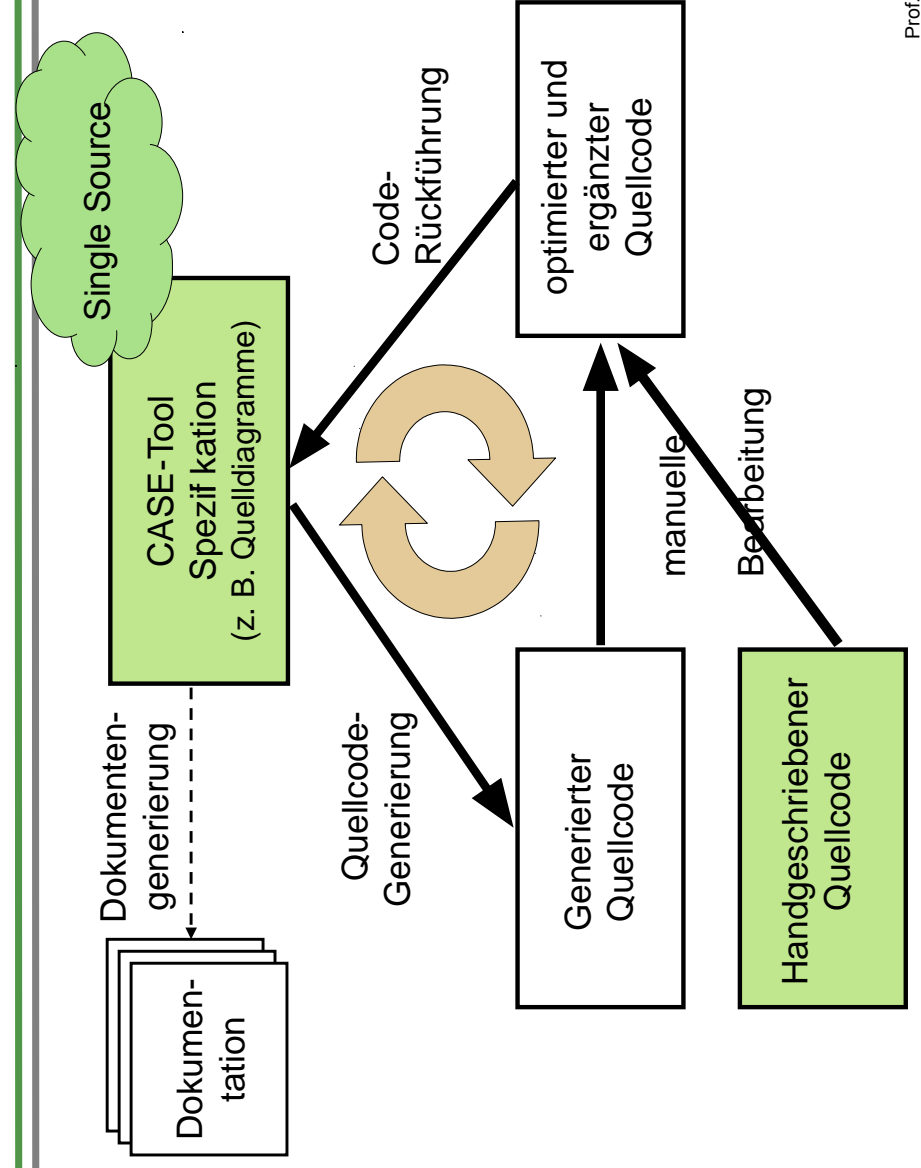 Single Source
CASE-Tool
Spezif kation
(z. B. Quelldiagramme)
Dokumenten-
generierung
Dokumen-
tation
Code-
Rückführung
Quellcode-
Generierung
optimierter und
ergänzter
Quellcode
manuelle
Bearbeitung
Generierter
Quellcode
Handgeschriebener
Quellcode
Prof.